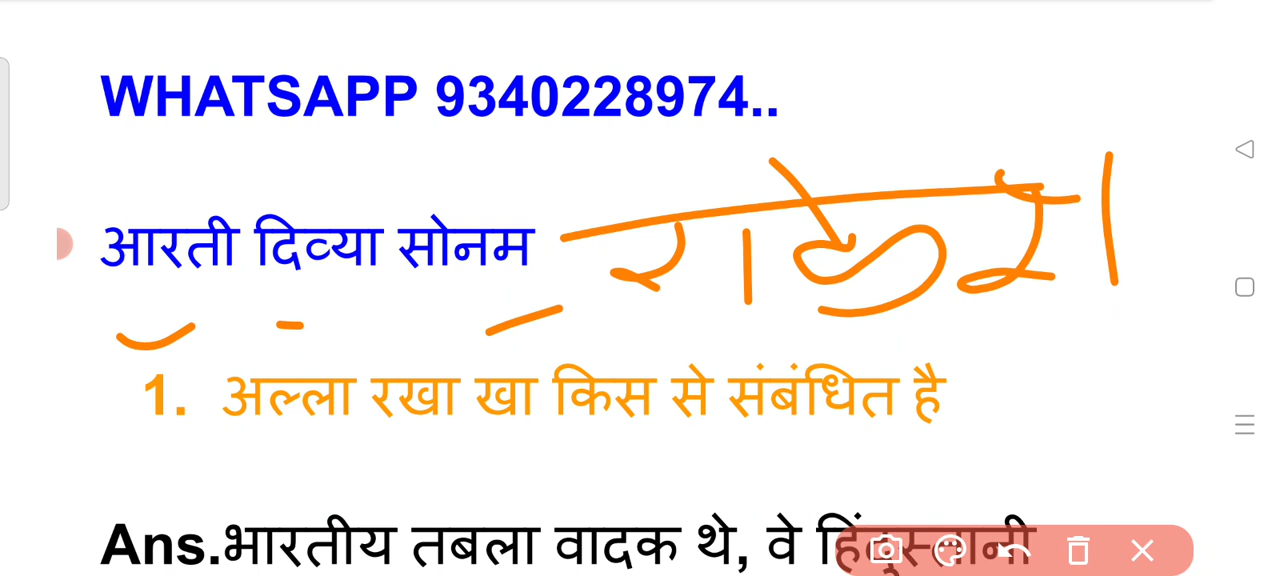 WHATSAPP 9340228974..
आरती दिव्या सोनम राकेश
1. अल्ला रखा खा किस से संबंधित है
Ans.भारतीय तबला वादक थे, वे हिंदुस्तानी